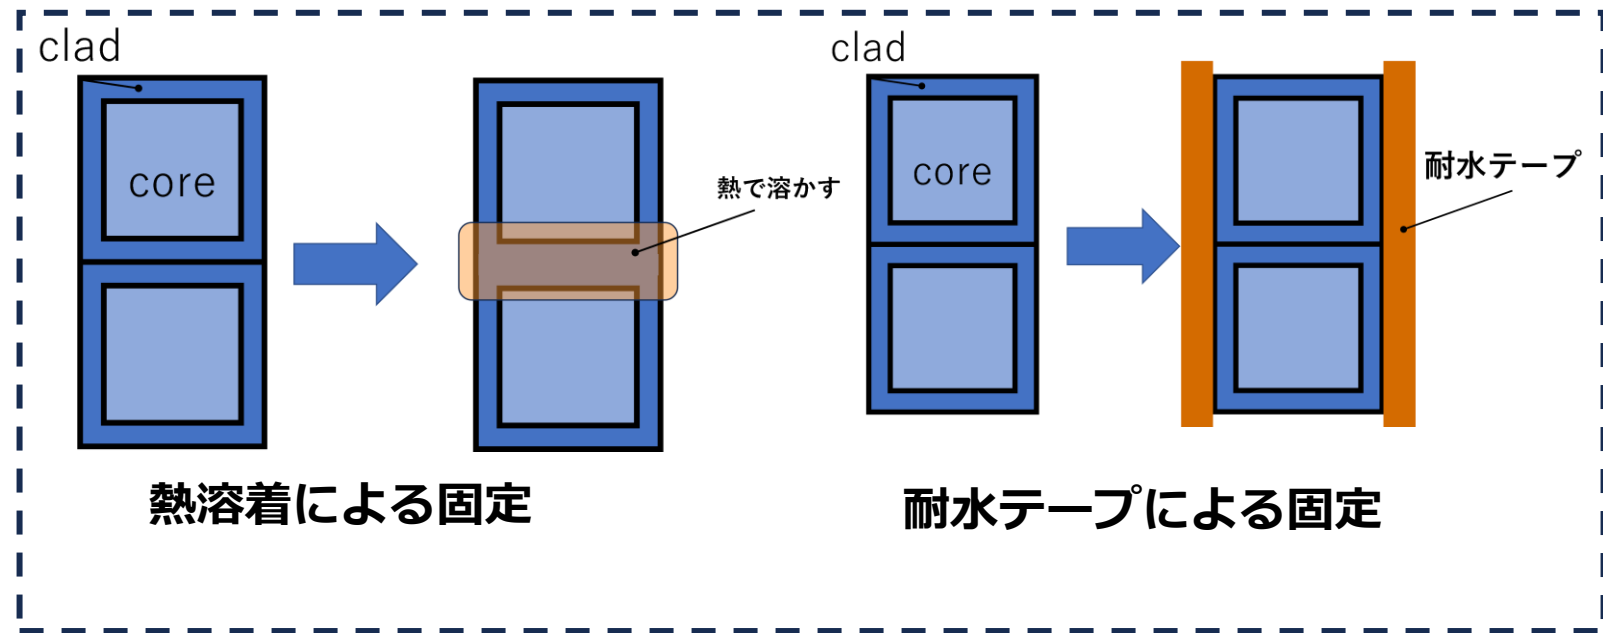 clad
core
熱で溶かす
熱溶着による固定
clad
core
耐水テープ
耐水テープによる固定